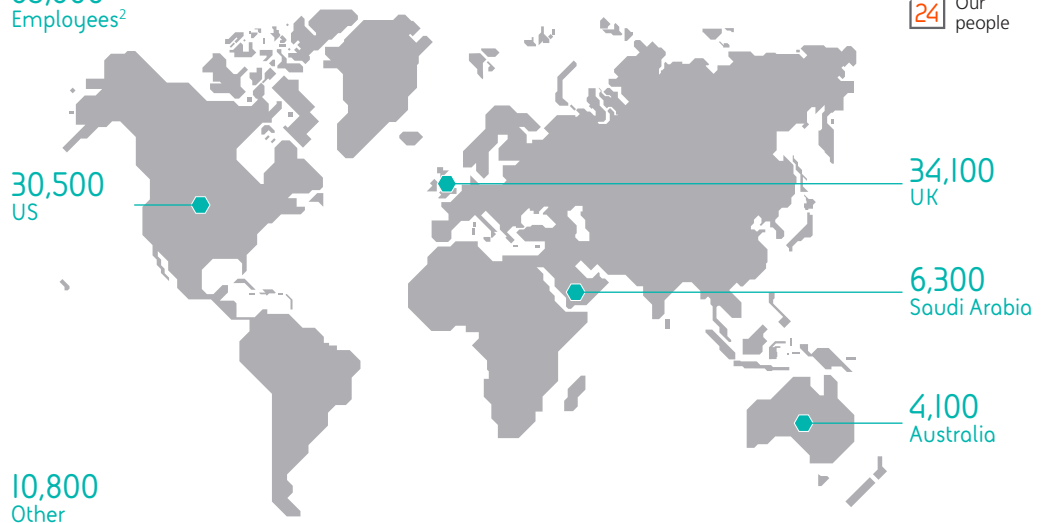 Employees²
24
Our
people
30,500
US
34,100
UK
6,300
Saudi Arabia
4,100
Australia
10,800
Other